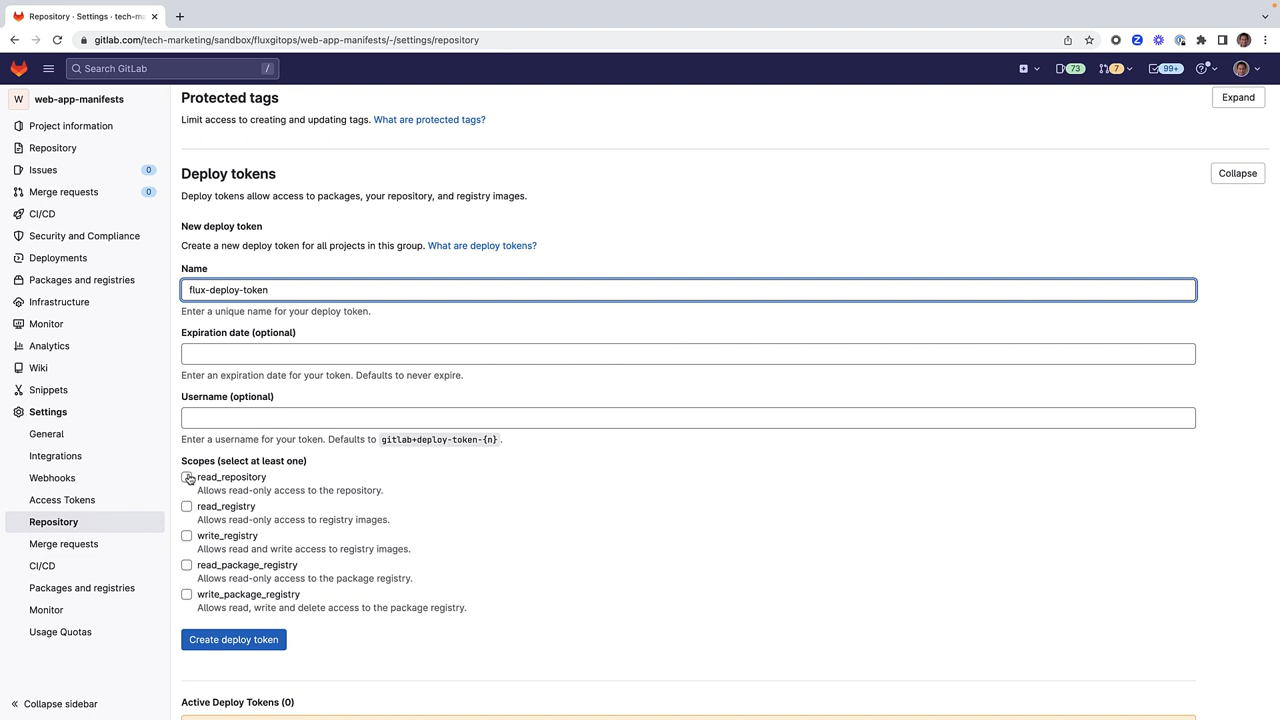 Repository · Settings · tech-ma
gitlab.com/tech-marketing/sandbox/fluxgitops/web-app-manifests/-/settings/repository
Search GitLab
/
73
7
99+
W
web-app-manifests
Project information
Repository
Issues
0
Merge requests
0
CI/CD
Security and Compliance
Deployments
Packages and registries
Infrastructure
Monitor
Analytics
Wiki
Snippets
Settings
General
Integrations
Webhooks
Access Tokens
Repository
Merge requests
CI/CD
Packages and registries
Monitor
Usage Quotas
Collapse sidebar
Protected tags
Expand
Limit access to creating and updating tags. What are protected tags?
Deploy tokens
Collapse
Deploy tokens allow access to packages, your repository, and registry images.
New deploy token
Create a new deploy token for all projects in this group. What are deploy tokens?
Name
flux-deploy-token
Enter a unique name for your deploy token.
Expiration date (optional)
Enter an expiration date for your token. Defaults to never expire.
Username (optional)
Enter a username for your token. Defaults to gitlab+deploy-token-{n}.
Scopes (select at least one)
read_repository
Allows read-only access to the repository.
read_registry
Allows read-only access to registry images.
write_registry
Allows read and write access to registry images.
read_package_registry
Allows read-only access to the package registry.
write_package_registry
Allows read, write and delete access to the package registry.
Create deploy token
Active Deploy Tokens (0)